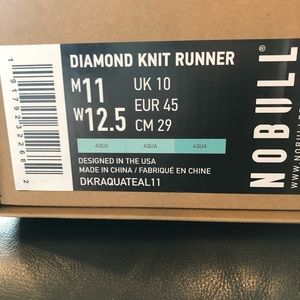 DIAMOND KNIT RUNNER
M11
W12.5
UK 10
EUR 45
CM 29
AQUA AQUA AQUA
DESIGNED IN THE USA
MADE IN CHINA / FABRIQUÉ EN CHINE
DKRAQUATEAL11
NOBULL®